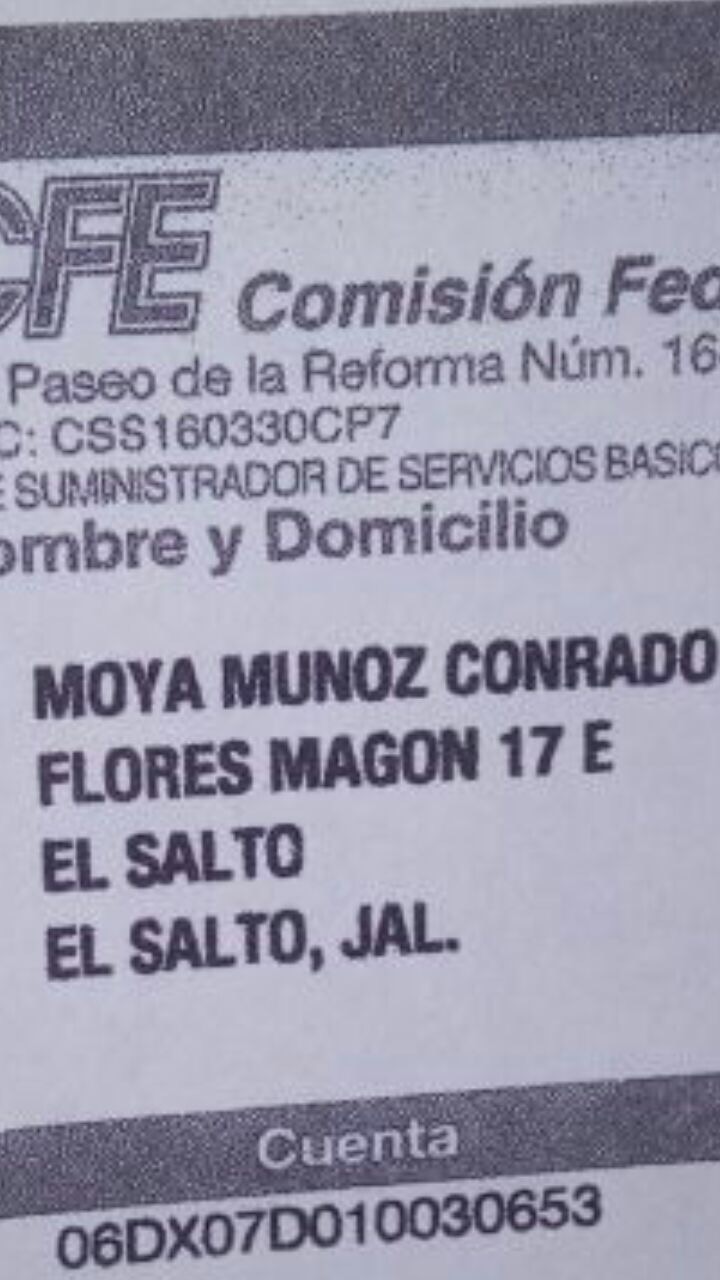 CFE Comisión Fed
Paseo de la Reforma Núm. 16
C: CSS160330CP7
E SUMINISTRADOR DE SERVICIOS BASICO
ombre y Domicilio
MOYA MUNOZ CONRADO
FLORES MAGON 17 E
EL SALTO
EL SALTO, JAL.
Cuenta
06DX07D010030653